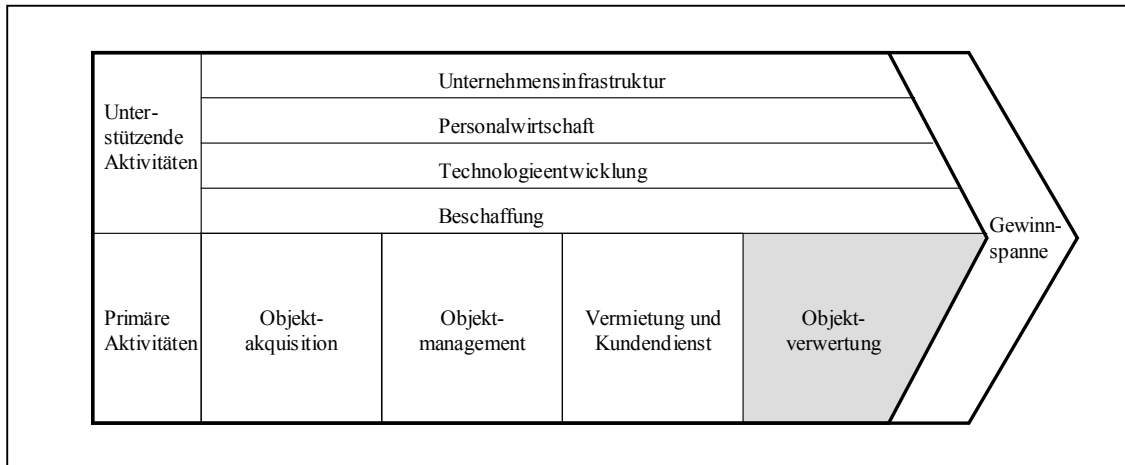 Unternehmensinfrastruktur
Unter-
stützende
Aktivitäten
Personalwirtschaft
Technologieentwicklung
Beschaffung
Gewinn-
spanne
Primäre
Aktivitäten
Objekt-
akquisition
Objekt-
management
Vermietung und
Kundendienst
Objekt-
verwertung